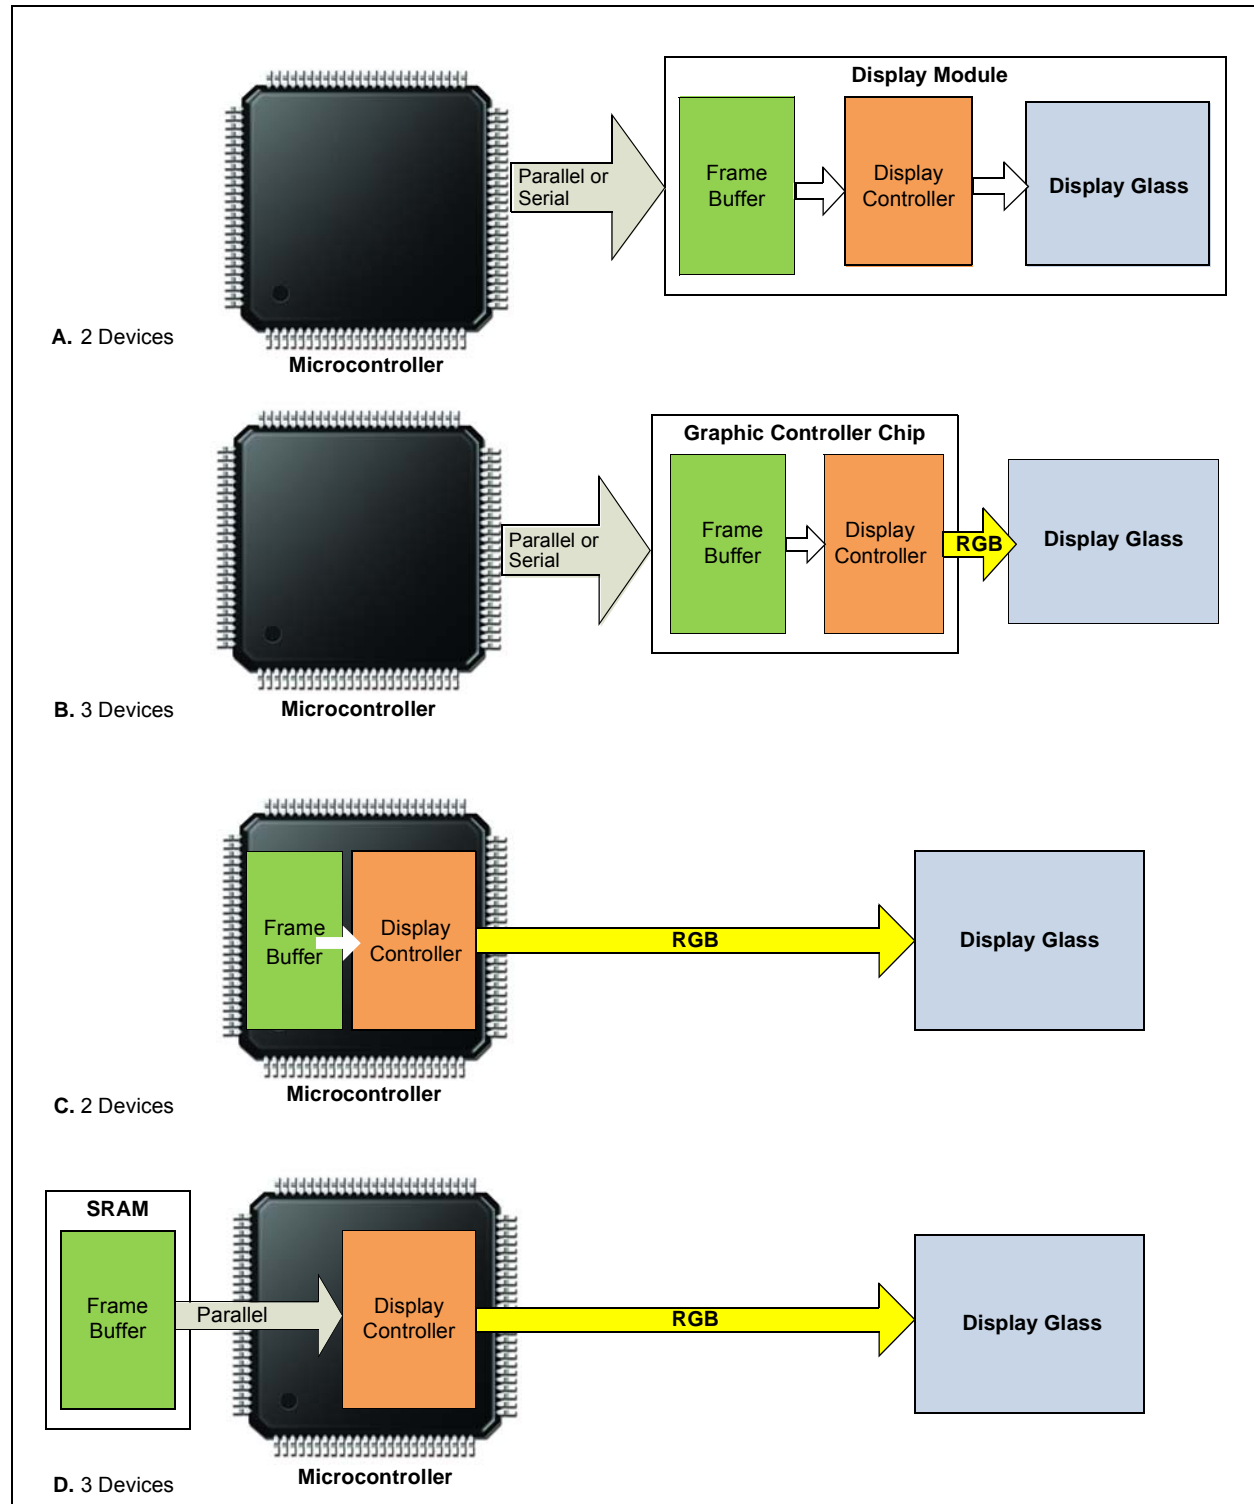 Display Module
Frame
Buffer
Display
Controller
Display Glass
Parallel or
Serial
A. 2 Devices
Microcontroller
Graphic Controller Chip
Frame
Buffer
Display
Controller
RGB
Display Glass
Parallel or
Serial
B. 3 Devices
Microcontroller
Frame
Buffer
Display
Controller
RGB
Display Glass
Microcontroller
C. 2 Devices
SRAM
Frame
Buffer
Parallel
Display
Controller
RGB
Display Glass
Microcontroller
D. 3 Devices